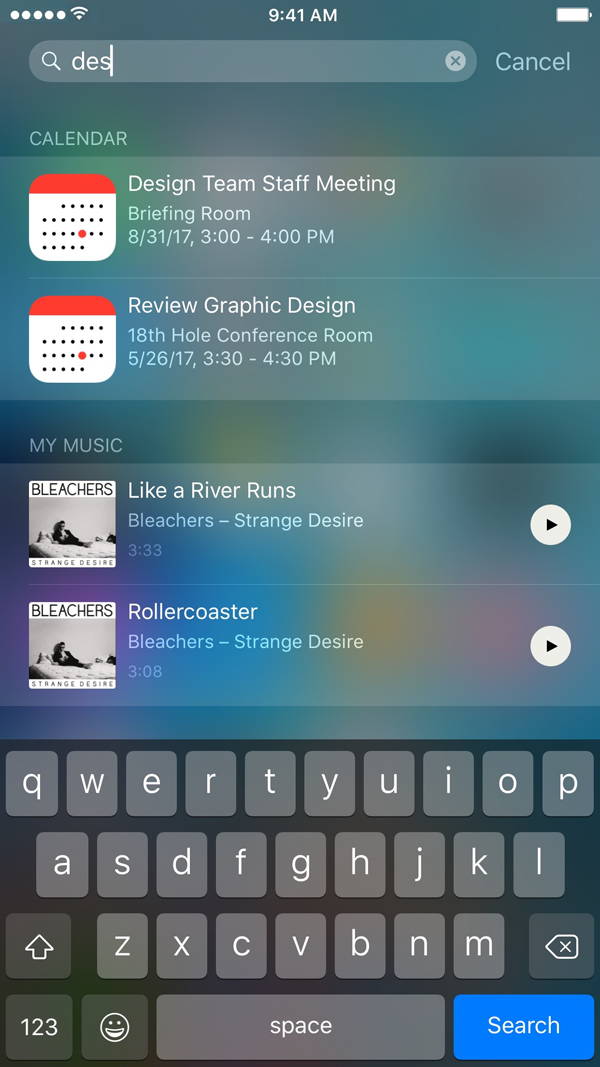 9:41 AM
des
Cancel
CALENDAR
Design Team Staff Meeting
Briefing Room
8/31/17, 3:00 - 4:00 PM
Review Graphic Design
18th Hole Conference Room
5/26/17, 3:30 - 4:30 PM
MY MUSIC
BLEACHERS
STRANGE DESIRE
Like a River Runs
Bleachers – Strange Desire
3:33
BLEACHERS
STRANGE DESIRE
Rollercoaster
Bleachers – Strange Desire
3:08
q w e r t y u i o p
a s d f g h j k l
z x c v b n m
123 space Search